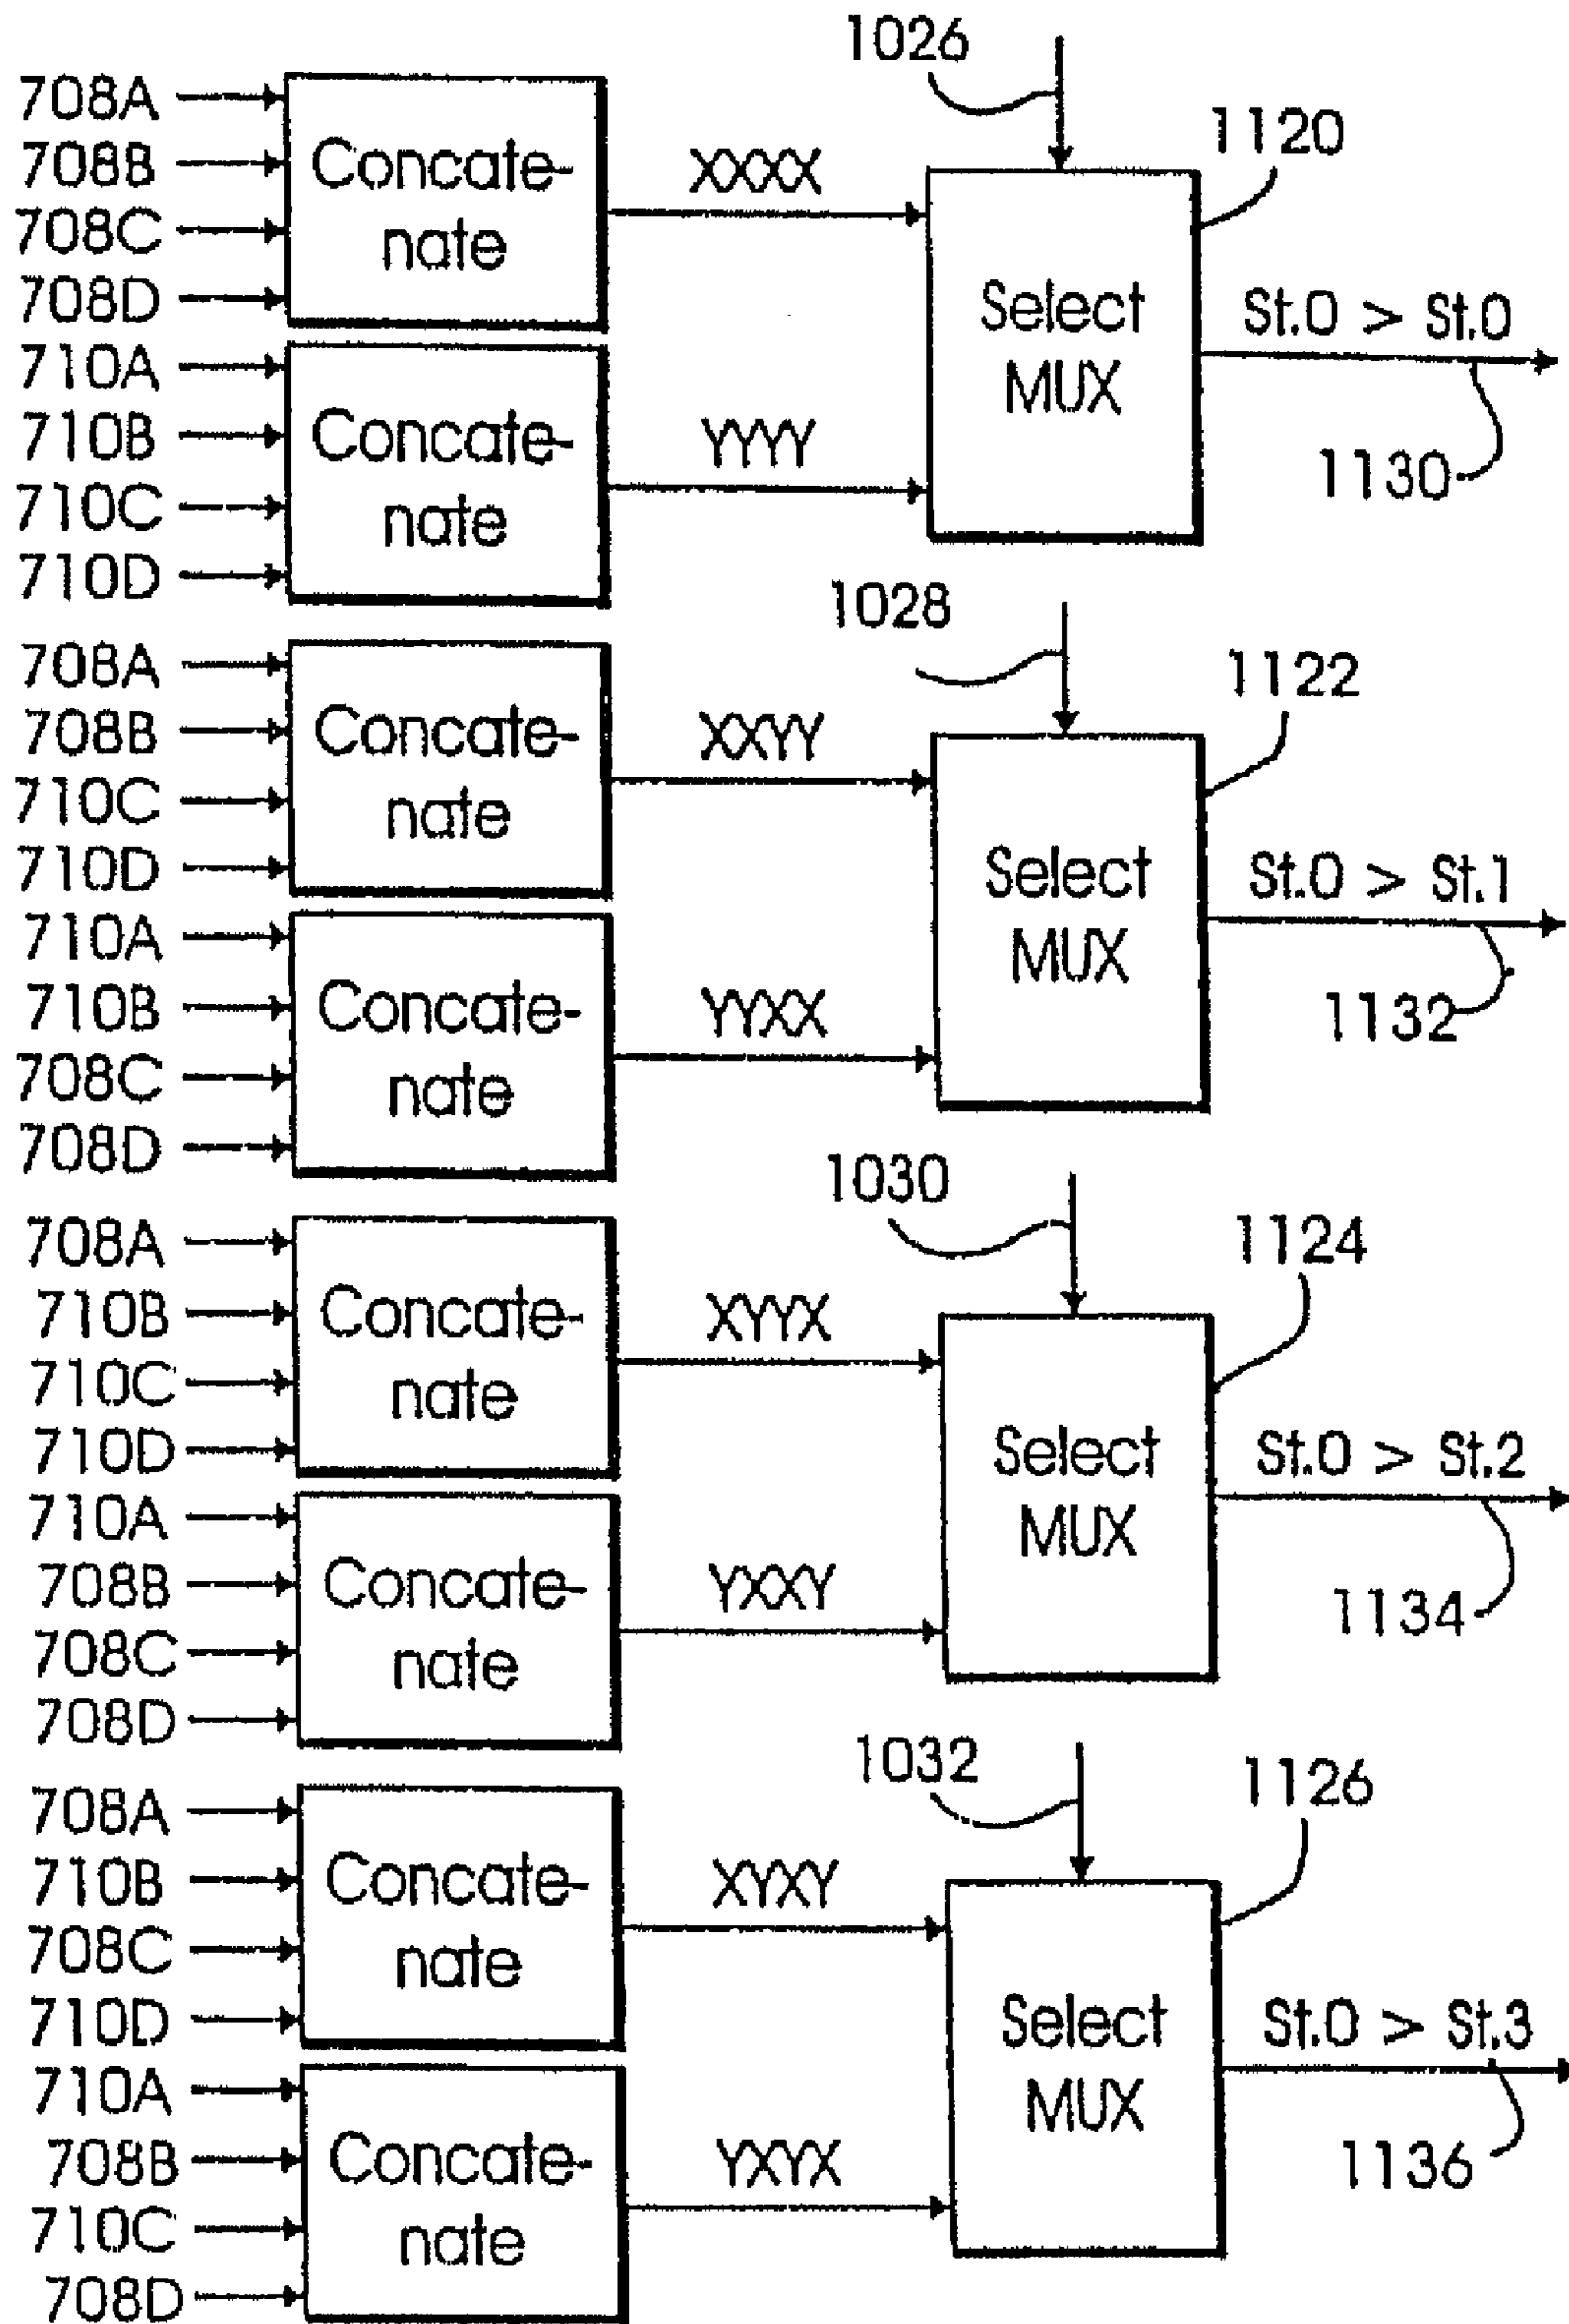 1026
708A
708B
708C
708D
Concate-
nate
XXXX
1120
Select
MUX
St.0 > St.0
1130
710A
710B
710C
710D
Concate-
nate
YYYY
1028
708A
708B
710C
710D
Concate-
nate
XXYY
1122
Select
MUX
St.0 > St.1
1132
710A
710B
708C
708D
Concate-
nate
YYXX
1030
708A
710B
710C
710D
Concate-
nate
XYYX
1124
Select
MUX
St.0 > St.2
1134
710A
708B
708C
708D
Concate-
nate
YXXY
1032
708A
710B
708C
710D
Concate-
nate
XYXY
1126
Select
MUX
St.0 > St.3
1136
710A
708B
710C
708D
Concate-
nate
YXYX